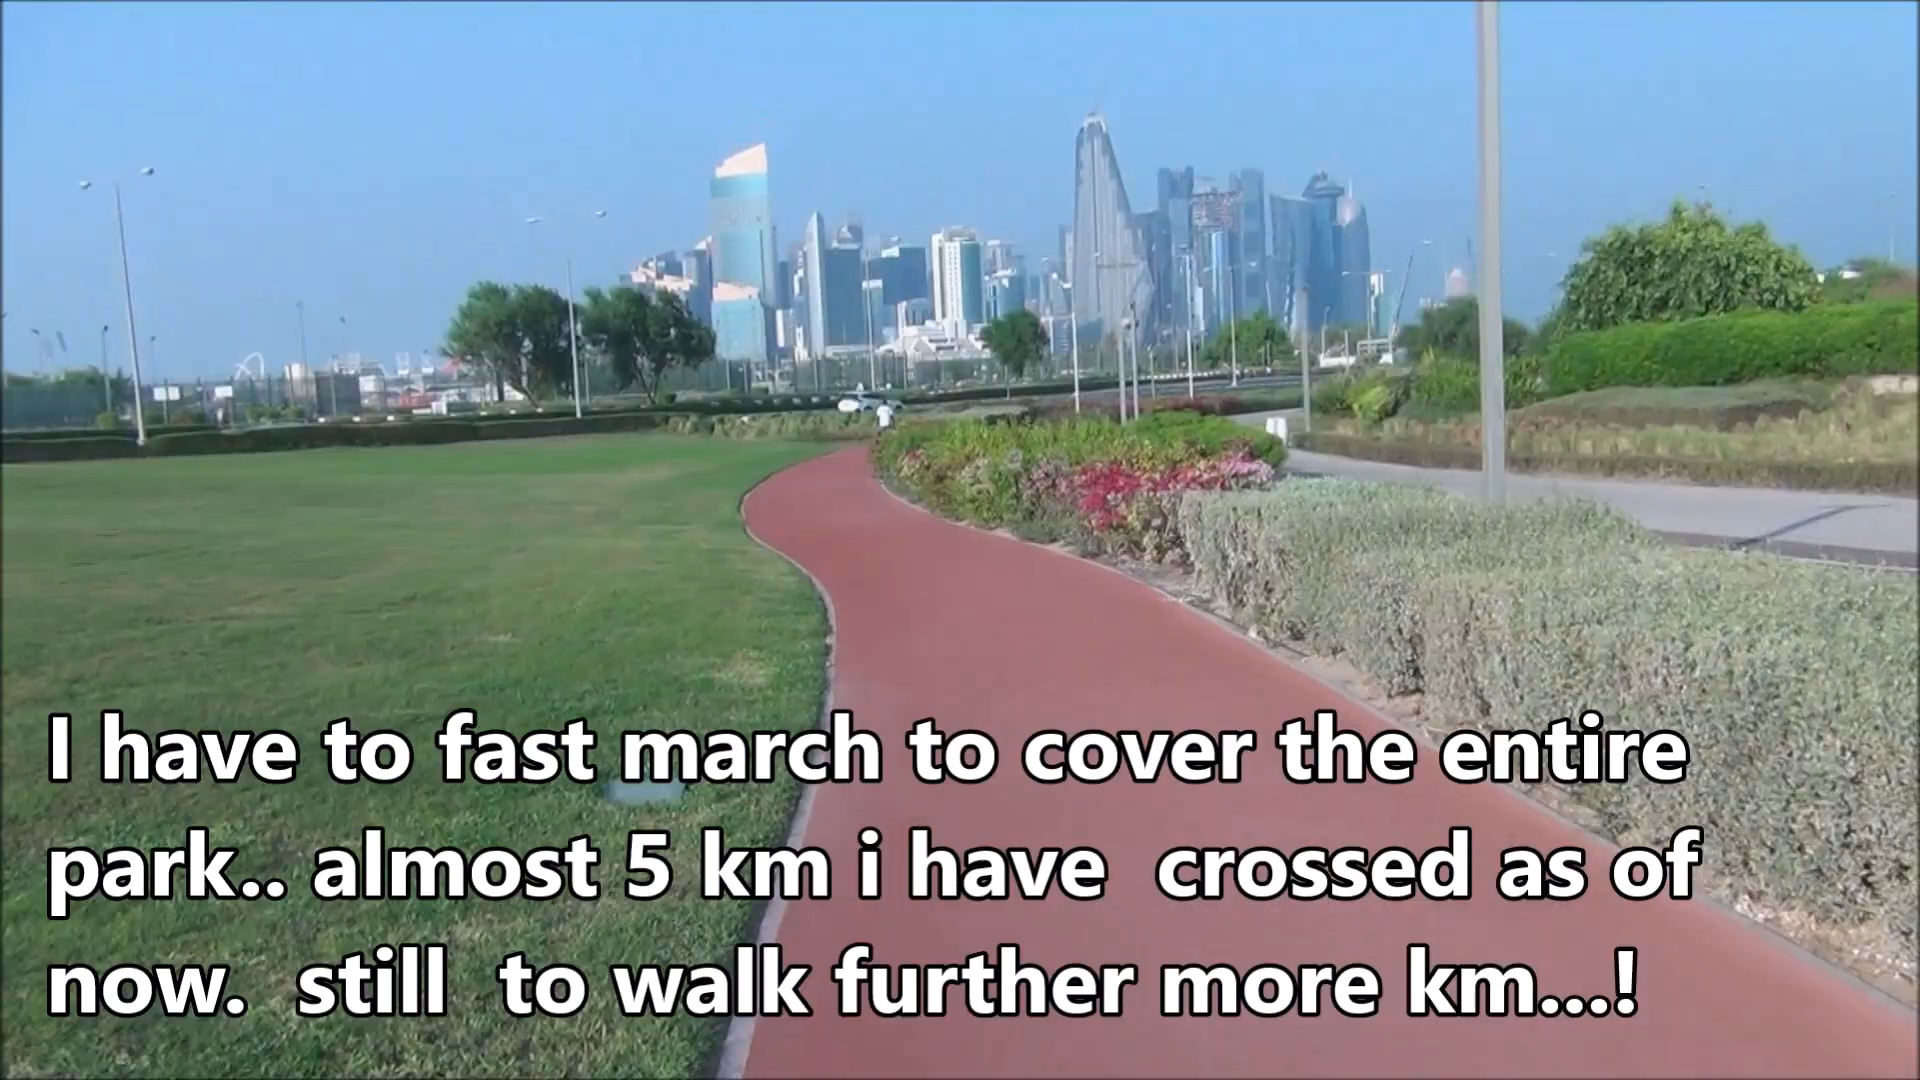 I have to fast march to cover the entire
park.. almost 5 km i have  crossed as of
now.  still  to walk further more km...!